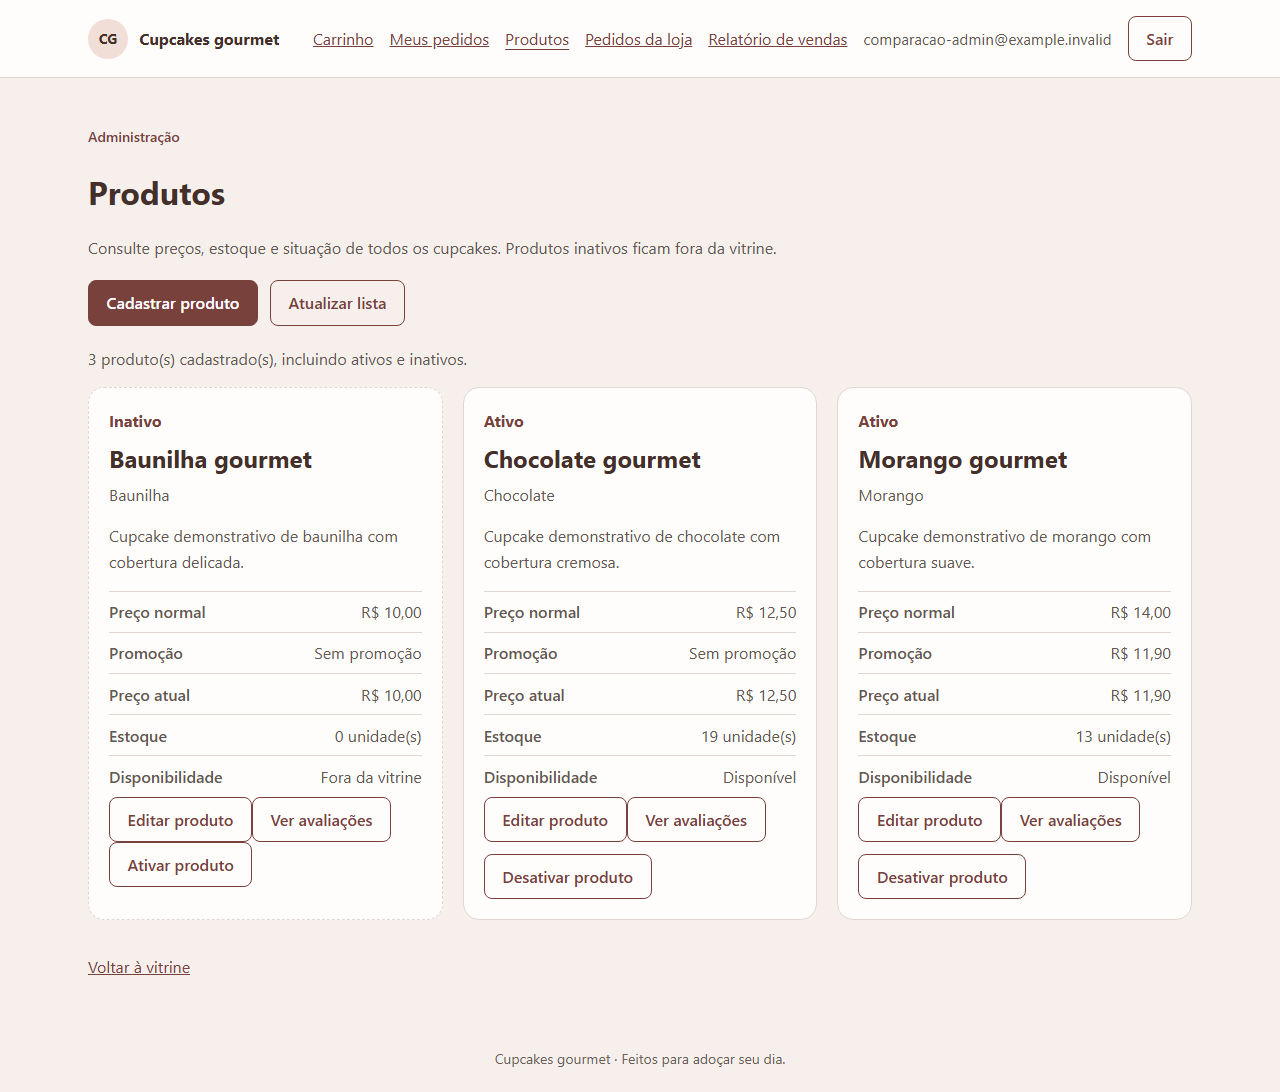 CG Cupcakes gourmet Carrinho Meus pedidos Produtos Pedidos da loja Relatório de vendas comparacao-admin@example.invalid Sair
Administração
Produtos
Consulte preços, estoque e situação de todos os cupcakes. Produtos inativos ficam fora da vitrine.
Cadastrar produto Atualizar lista
3 produto(s) cadastrado(s), incluindo ativos e inativos.
Inativo
Baunilha gourmet
Baunilha
Cupcake demonstrativo de baunilha com
cobertura delicada.
Preço normal R$ 10,00
Promoção Sem promoção
Preço atual R$ 10,00
Estoque 0 unidade(s)
Disponibilidade Fora da vitrine
Editar produto Ver avaliações
Ativar produto
Ativo
Chocolate gourmet
Chocolate
Cupcake demonstrativo de chocolate com
cobertura cremosa.
Preço normal R$ 12,50
Promoção Sem promoção
Preço atual R$ 12,50
Estoque 19 unidade(s)
Disponibilidade Disponível
Editar produto Ver avaliações
Desativar produto
Ativo
Morango gourmet
Morango
Cupcake demonstrativo de morango com
cobertura suave.
Preço normal R$ 14,00
Promoção R$ 11,90
Preço atual R$ 11,90
Estoque 13 unidade(s)
Disponibilidade Disponível
Editar produto Ver avaliações
Desativar produto
Voltar à vitrine
Cupcakes gourmet · Feitos para adoçar seu dia.